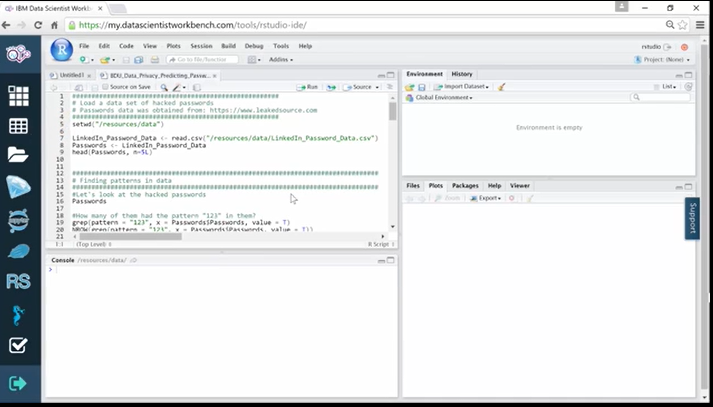 IBM Data Scientist Workb
https://my.datascientistworkbench.com/tools/rstudio-ide/
File Edit Code View Plots Session Build Debug Tools Help
rstudio
Go to file/function
Addins
Project: (None)
Untitled1
BDU_Data_Privacy_Predicting_Passw...
Source on Save
Run
Source
1 ######################################################
2 # Load a data set of hacked passwords
3 # Passwords data was obtained from: https://www.leakedsource.com
4 ######################################################
5 setwd("/resources/data")
6
7 LinkedIn_Password_Data <- read.csv("/resources/data/LinkedIn_Password_Data.csv")
8 Passwords <- LinkedIn_Password_Data
9 head(Passwords, n=5L)
10
11
12 ################################################################################
13 # Finding patterns in data
14 ################################################################################
15 #Let's look at the hacked passwords
16 Passwords
17
18 #How many of them had the pattern "123" in them?
19 grep(pattern = "123", x = Passwords$Passwords, value = T)
20 NROW(grep(pattern = "123", x = Passwords$Passwords, value = T))
21
1:1 (Top Level) R Script
Console /resources/data/
>
Environment History
Import Dataset
List
Global Environment
Environment is empty
Files Plots Packages Help Viewer
Zoom Export
Support
RS